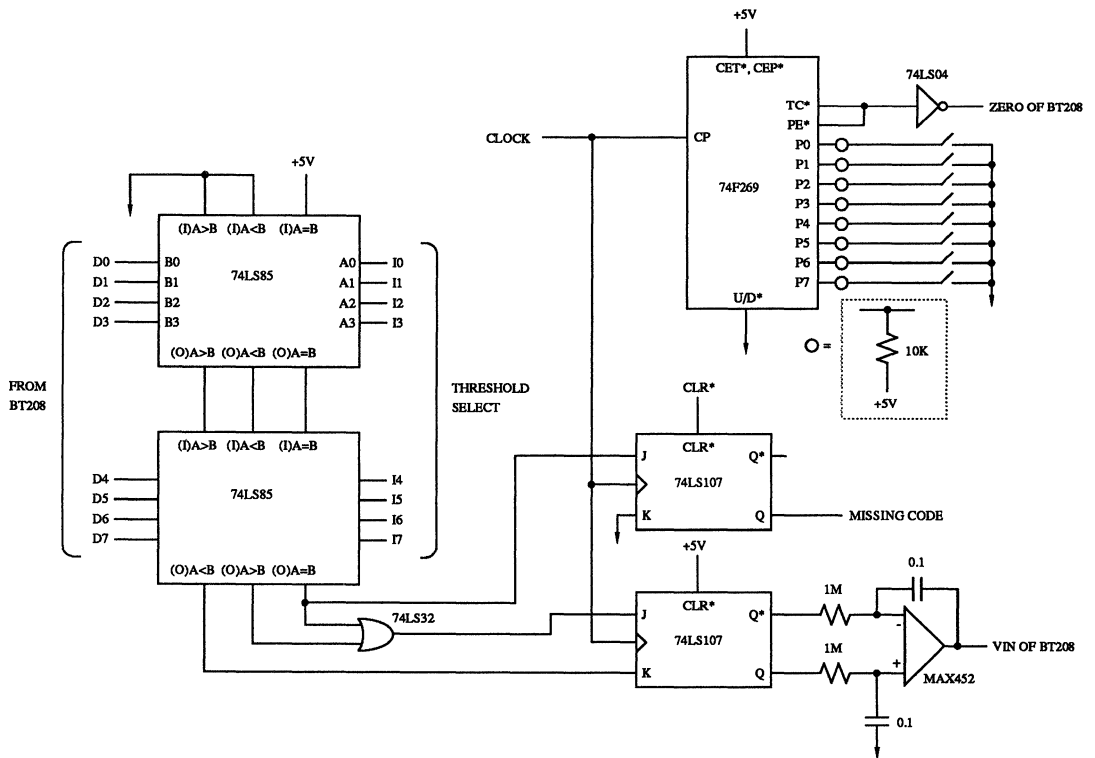 +5V
CET*, CEP*
74LS04
TC*
ZERO OF BT208
PE*
CLOCK
CP
P0
P1
74F269
P2
P3
P4
P5
P6
P7
U/D*
O =
10K
+5V
+5V
(I)A>B (I)A<B (I)A=B
D0 B0 A0 I0
74LS85
D1 B1 A1 I1
D2 B2 A2 I2
D3 B3 A3 I3
(O)A>B (O)A<B (O)A=B
FROM
BT208
THRESHOLD
SELECT
(I)A>B (I)A<B (I)A=B
D4 I4
74LS85
D5 I5
D6 I6
D7 I7
(O)A<B (O)A>B (O)A=B
74LS32
CLR*
CLR*
J Q*
74LS107
K Q
MISSING CODE
+5V
CLR*
J Q*
74LS107
K Q
1M
0.1
-
1M
+
VIN OF BT208
MAX452
0.1